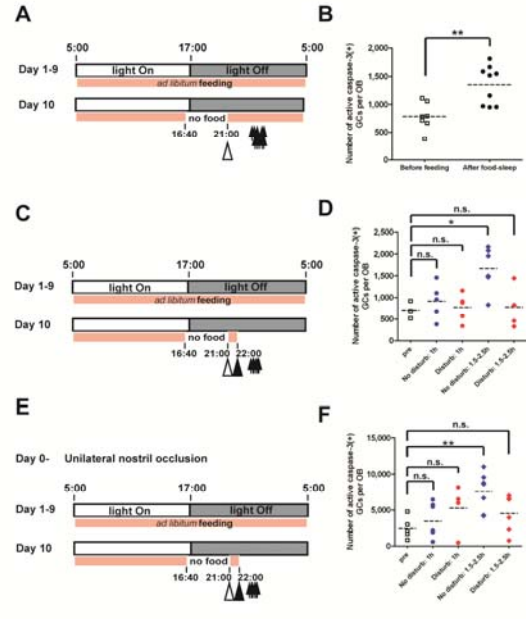 A
5:00 17:00 5:00
Day 1-9 light On light Off
ad libitum feeding
Day 10
no food
16:40
21:00
B
**
Number of active caspase-3(+)
GCs per OB
2,000
1,500
1,000
500
0
Before feeding After food-sleep
C
5:00 17:00 5:00
Day 1-9 light On light Off
ad libitum feeding
Day 10
no food
16:40
21:00 22:00
D
n.s.
*
n.s.
n.s.
Number of active caspase-3(+)
GCs per OB
2,500
2,000
1,500
1,000
500
0
pre
No disturb: 1h
Disturb: 1h
No disturb: 1.5-2.5h
Disturb: 1.5-2.5h
E
Day 0- Unilateral nostril occlusion
5:00 17:00 5:00
Day 1-9 light On light Off
ad libitum feeding
Day 10
no food
16:40
21:00 22:00
F
n.s.
**
n.s.
n.s.
Number of active caspase-3(+)
GCs per OB
15,000
10,000
5,000
0
pre
No disturb: 1h
Disturb: 1h
No disturb: 1.5-2.5h
Disturb: 1.5-2.5h